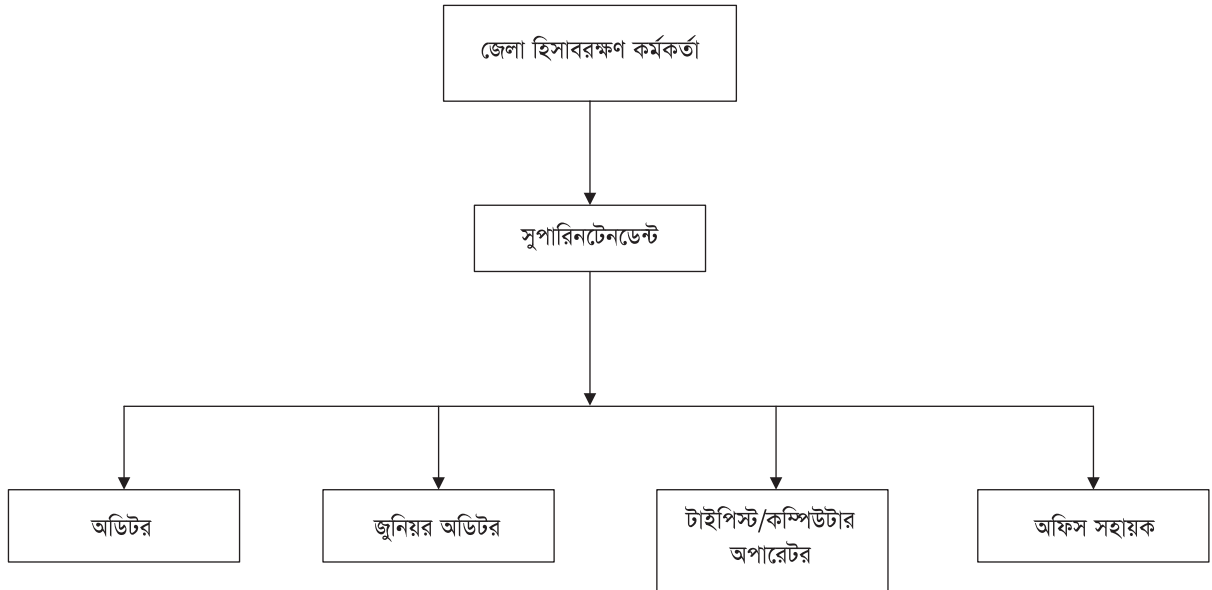 জেলা হিসাবরক্ষণ কর্মকর্তা
সুপারিনটেনডেন্ট
অডিটর
জুনিয়র অডিটর
টাইপিস্ট/কম্পিউটার
অপারেটর
অফিস সহায়ক